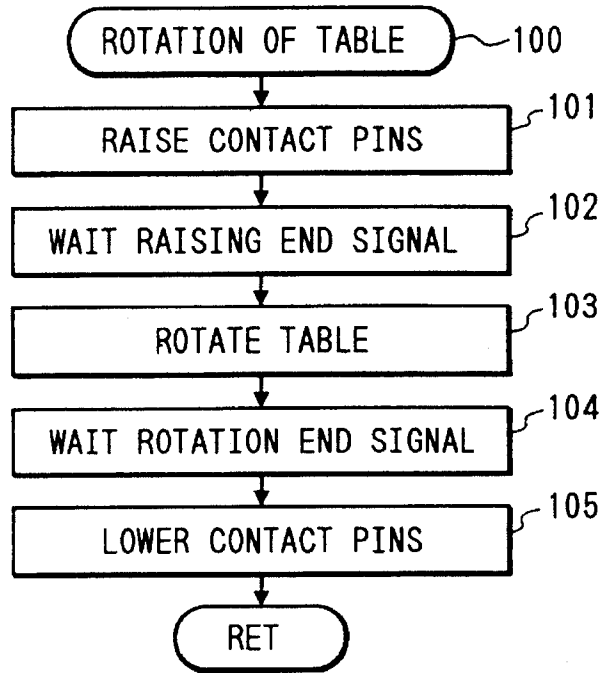 ROTATION OF TABLE
100
RAISE CONTACT PINS
101
WAIT RAISING END SIGNAL
102
ROTATE TABLE
103
WAIT ROTATION END SIGNAL
104
LOWER CONTACT PINS
105
RET